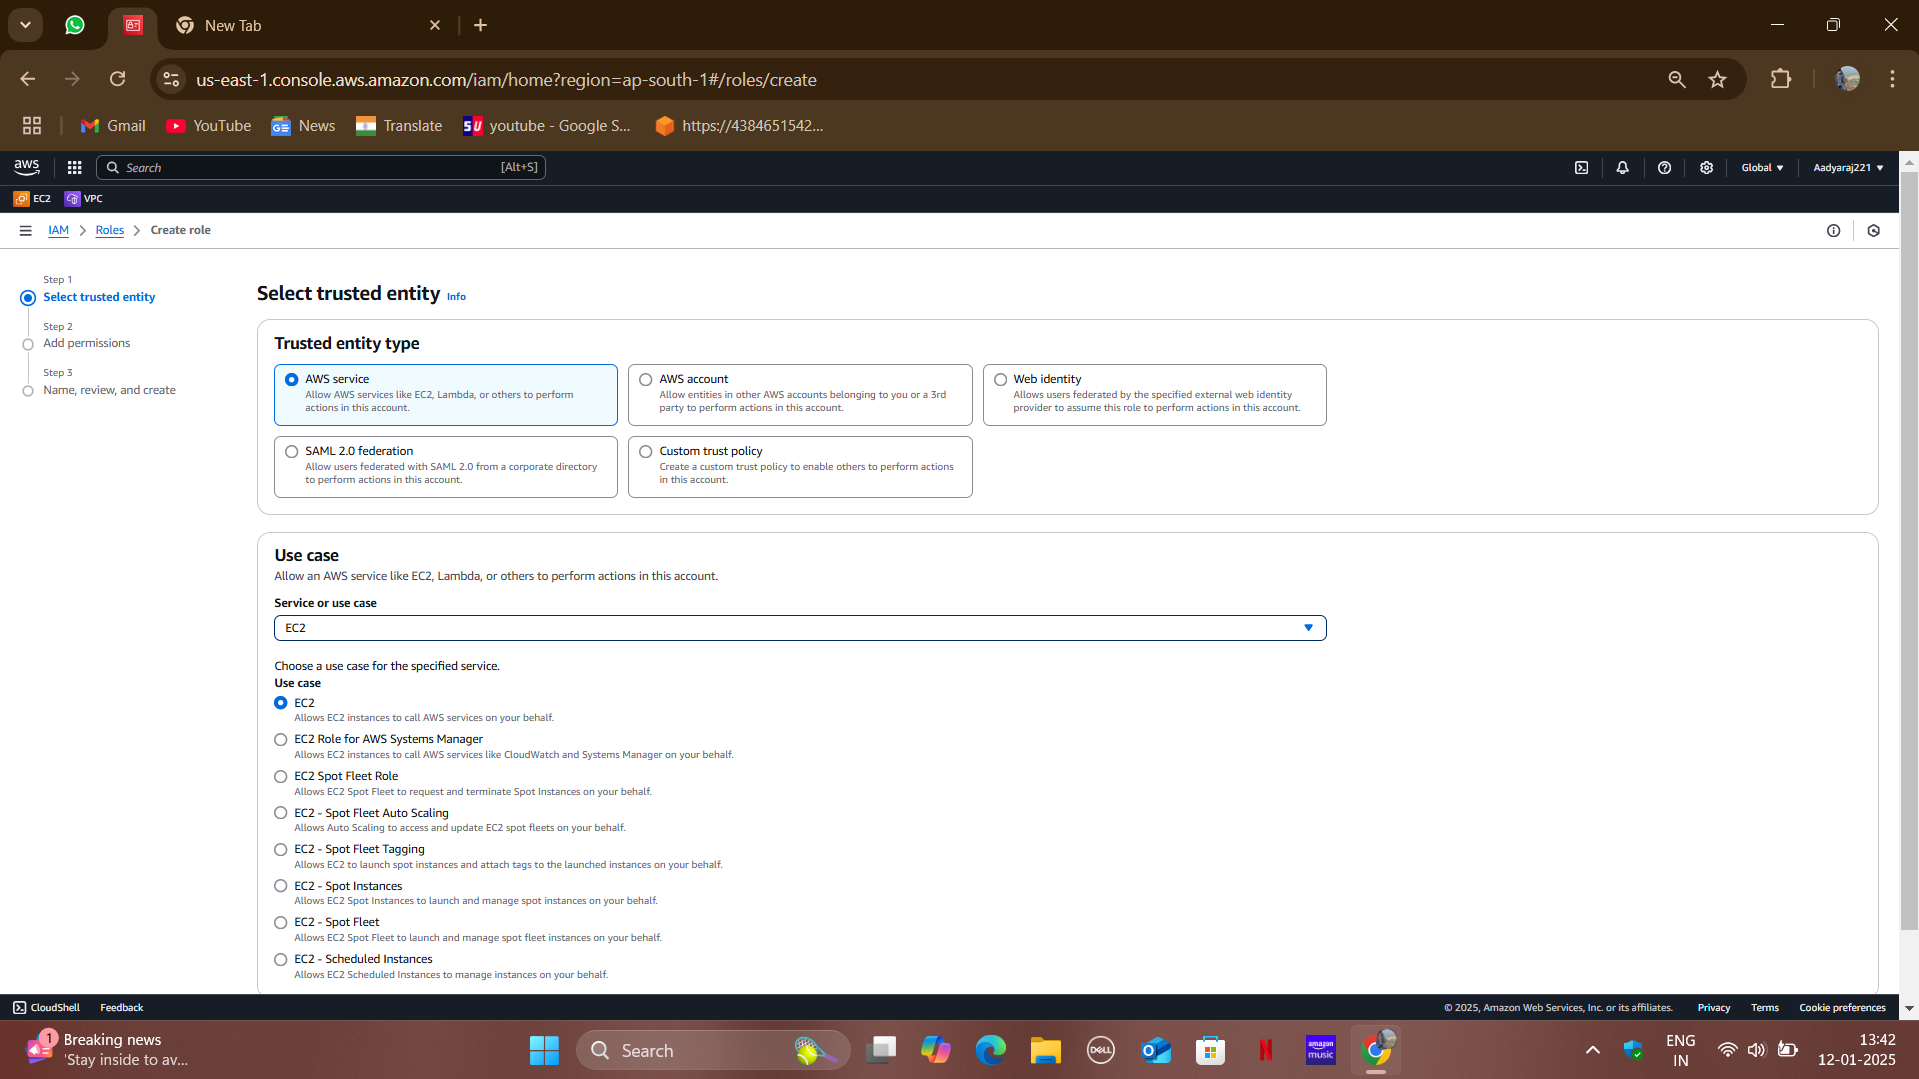 New Tab
us-east-1.console.aws.amazon.com/iam/home?region=ap-south-1#/roles/create
Gmail
YouTube
News
Translate
SU
youtube - Google S...
https://4384651542...
aws
Search
[Alt+S]
Global
Aadyaraj221
EC2
VPC
IAM
Roles
Create role
Step 1
Select trusted entity
Step 2
Add permissions
Step 3
Name, review, and create
Select trusted entity Info
Trusted entity type
AWS service
Allow AWS services like EC2, Lambda, or others to perform
actions in this account.
AWS account
Allow entities in other AWS accounts belonging to you or a 3rd
party to perform actions in this account.
Web identity
Allows users federated by the specified external web identity
provider to assume this role to perform actions in this account.
SAML 2.0 federation
Allow users federated with SAML 2.0 from a corporate directory
to perform actions in this account.
Custom trust policy
Create a custom trust policy to enable others to perform actions
in this account.
Use case
Allow an AWS service like EC2, Lambda, or others to perform actions in this account.
Service or use case
EC2
Choose a use case for the specified service.
Use case
EC2
Allows EC2 instances to call AWS services on your behalf.
EC2 Role for AWS Systems Manager
Allows EC2 instances to call AWS services like CloudWatch and Systems Manager on your behalf.
EC2 Spot Fleet Role
Allows EC2 Spot Fleet to request and terminate Spot Instances on your behalf.
EC2 - Spot Fleet Auto Scaling
Allows Auto Scaling to access and update EC2 spot fleets on your behalf.
EC2 - Spot Fleet Tagging
Allows EC2 to launch spot instances and attach tags to the launched instances on your behalf.
EC2 - Spot Instances
Allows EC2 Spot Instances to launch and manage spot instances on your behalf.
EC2 - Spot Fleet
Allows EC2 Spot Fleet to launch and manage spot fleet instances on your behalf.
EC2 - Scheduled Instances
Allows EC2 Scheduled Instances to manage instances on your behalf.
CloudShell
Feedback
© 2025, Amazon Web Services, Inc. or its affiliates.
Privacy
Terms
Cookie preferences
1
Breaking news
'Stay inside to av...
Search
DELL
amazon
music
ENG
IN
13:42
12-01-2025